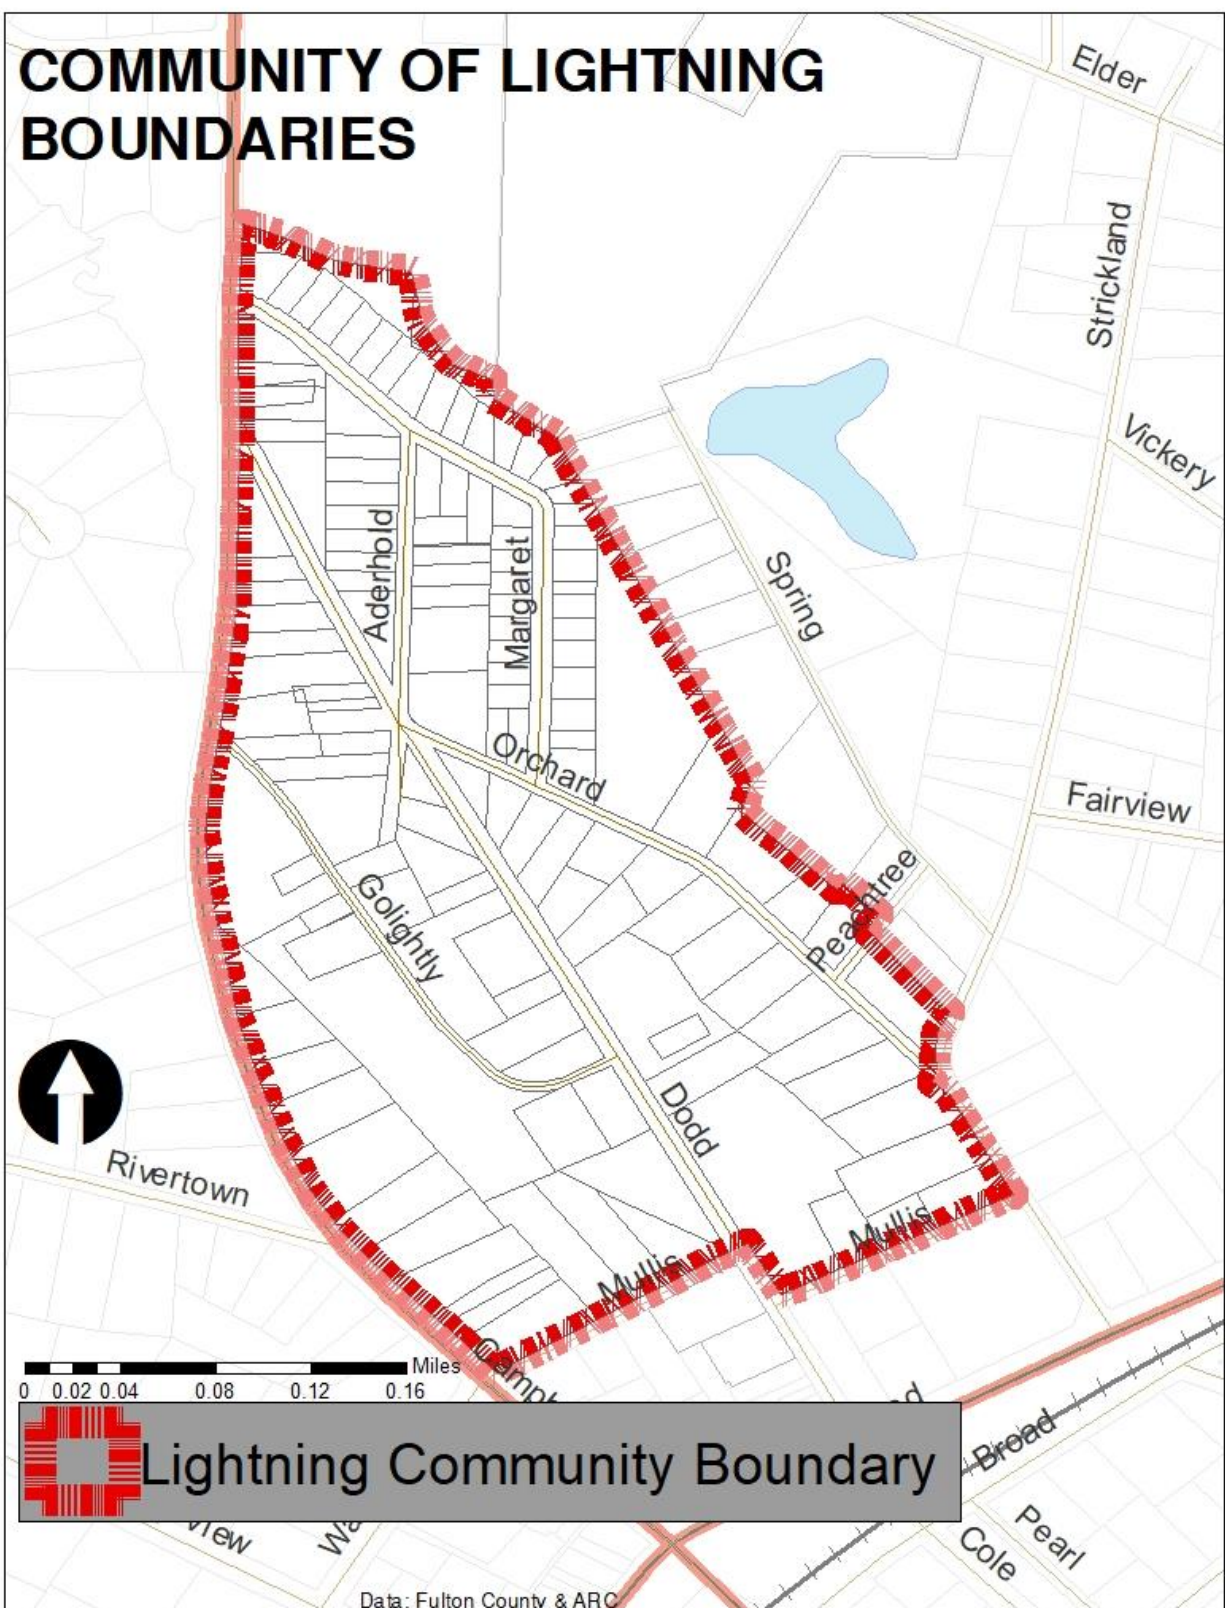 COMMUNITY OF LIGHTNING
BOUNDARIES
Elder
Strickland
Vickery
Spring
Aderhold
Margaret
Orchard
Fairview
Peachtree
Golightly
Dodd
Rivertown
Mullis
Mullis
Miles
0 0.02 0.04 0.08 0.12 0.16
Lightning Community Boundary
Broad
Pearl
Cole
Data: Fulton County & ARC